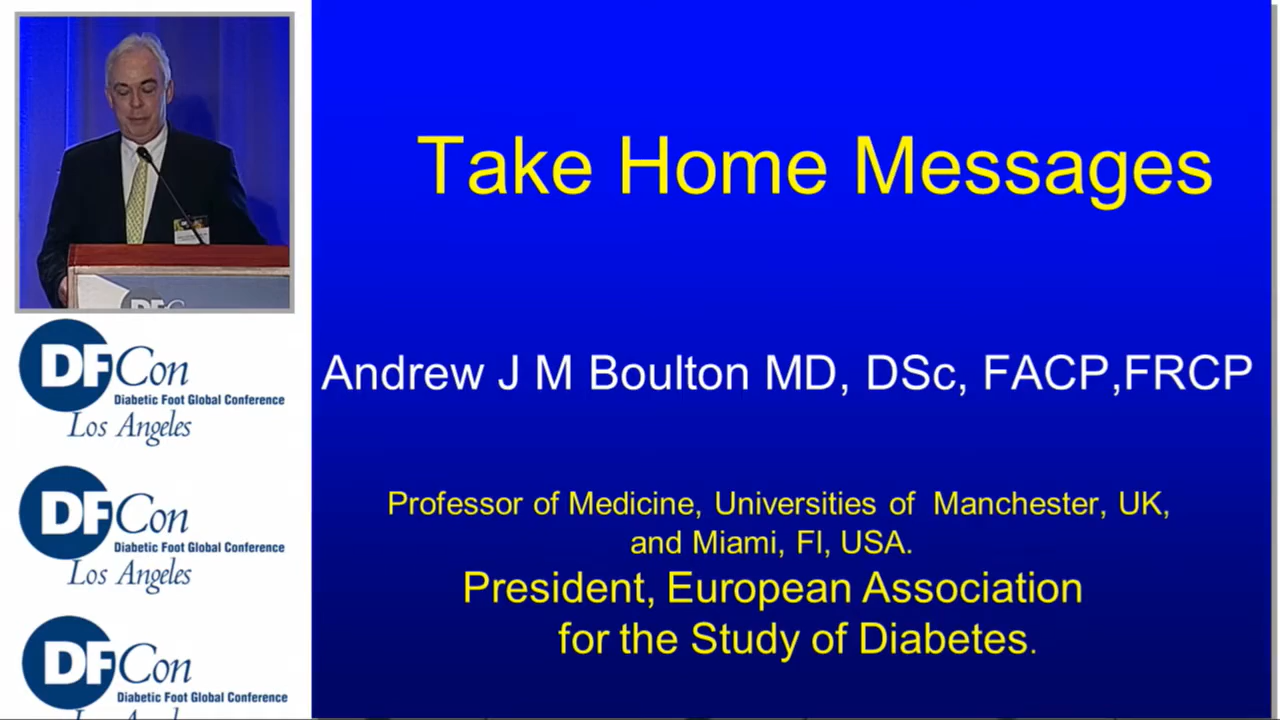 DFC
DFCon
Diabetic Foot Global Conference
Los Angeles
DFCon
Diabetic Foot Global Conference
Los Angeles
DFCon
Diabetic Foot Global Conference
Take Home Messages
Andrew J M Boulton MD, DSc, FACP,FRCP
Professor of Medicine, Universities of Manchester, UK,
and Miami, Fl, USA.
President, European Association
for the Study of Diabetes.